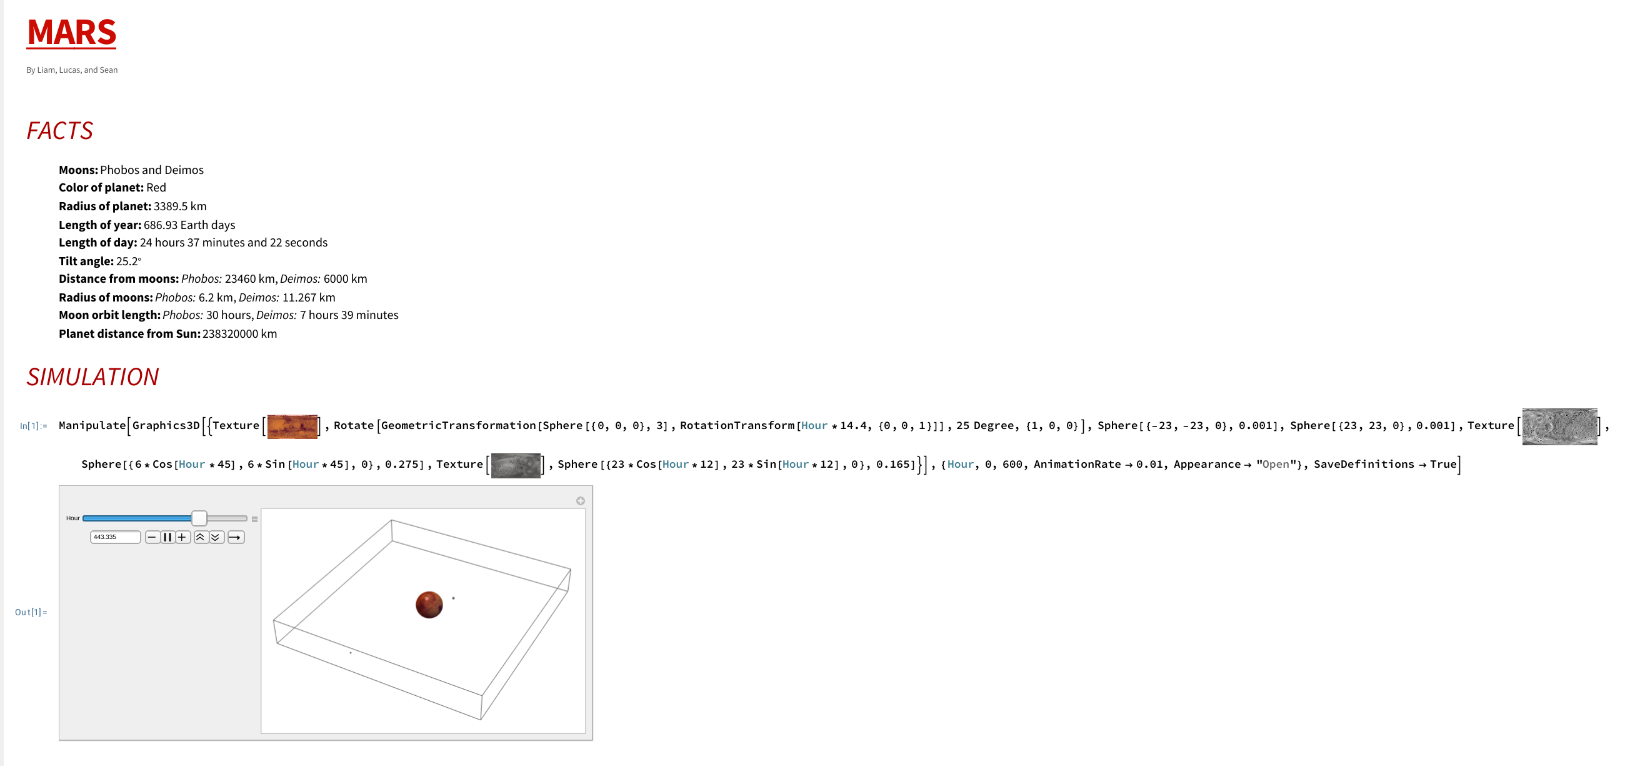 MARS
By Liam, Lucas, and Sean
FACTS
Moons: Phobos and Deimos
Color of planet: Red
Radius of planet: 3389.5 km
Length of year: 686.93 Earth days
Length of day: 24 hours 37 minutes and 22 seconds
Tilt angle: 25.2°
Distance from moons: Phobos: 23460 km, Deimos: 6000 km
Radius of moons: Phobos: 6.2 km, Deimos: 11.267 km
Moon orbit length: Phobos: 30 hours, Deimos: 7 hours 39 minutes
Planet distance from Sun: 238320000 km
SIMULATION
In[1]:= Manipulate[Graphics3D[{Texture[ ], Rotate[GeometricTransformation[Sphere[{0, 0, 0}, 3], RotationTransform[Hour * 14.4, {0, 0, 1}]], 25 Degree, {1, 0, 0}], Sphere[{-23, -23, 0}, 0.001], Sphere[{23, 23, 0}, 0.001], Texture[ ],
Sphere[{6 * Cos[Hour * 45], 6 * Sin[Hour * 45], 0}, 0.275], Texture[ ], Sphere[{23 * Cos[Hour * 12], 23 * Sin[Hour * 12], 0}, 0.165]}], {Hour, 0, 600, AnimationRate → 0.01, Appearance → "Open"}, SaveDefinitions → True]
Hour
443.335
Out[1]=